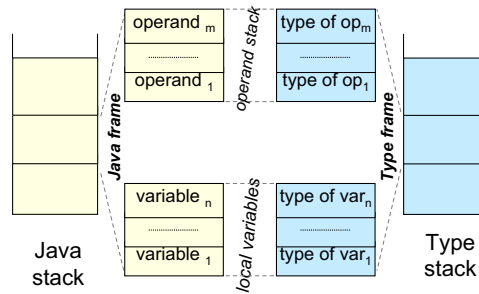 operand m
operand 1
operand stack
type of opm
type of op1
Java frame
Type frame
variable n
variable 1
local variables
type of varn
type of var1
Java
stack
Type
stack